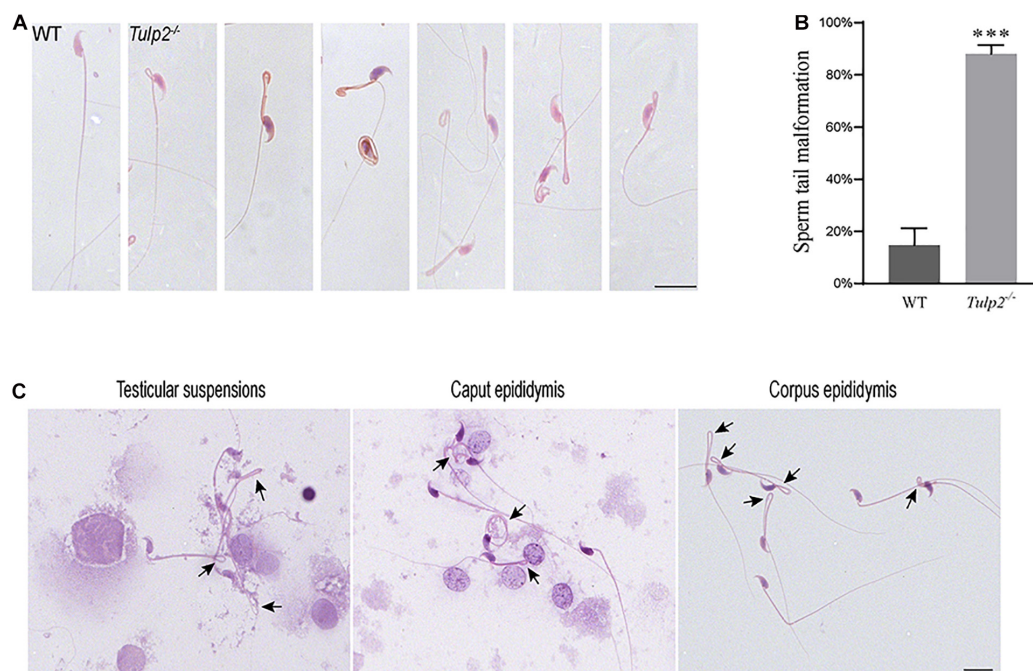 A
WT
Tulp2-/-
B
Sperm tail malformation
100%
80%
60%
40%
20%
0%
***
WT
Tulp2-/-
C
Testicular suspensions
Caput epididymis
Corpus epididymis